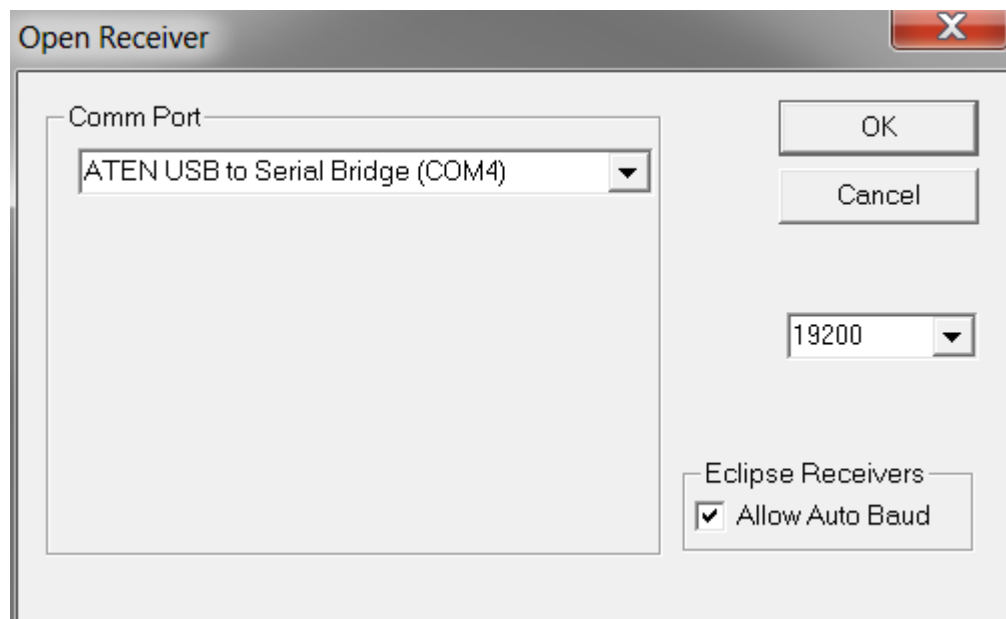 Open Receiver
Comm Port
ATEN USB to Serial Bridge (COM4)
OK
Cancel
19200
Eclipse Receivers
Allow Auto Baud